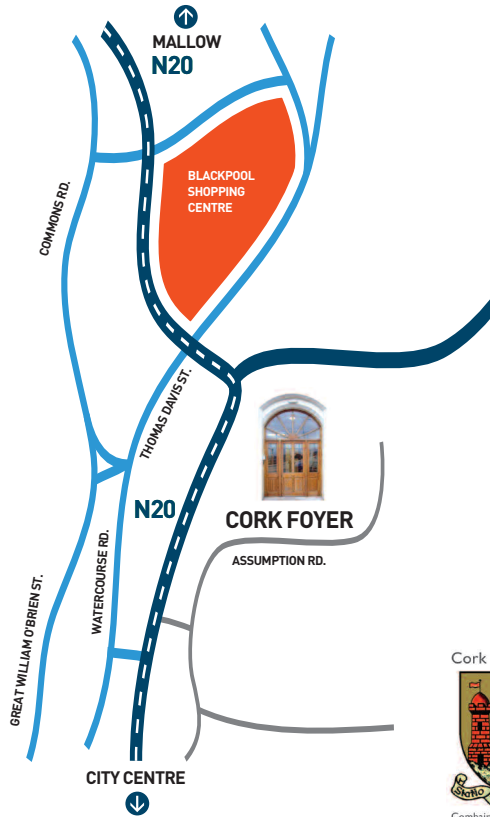 MALLOW
N20
BLACKPOOL
SHOPPING
CENTRE
COMMONS RD.
THOMAS DAVIS ST.
N20
CORK FOYER
ASSUMPTION RD.
WATERCOURSE RD.
GREAT WILLIAM O'BRIEN ST.
CITY CENTRE
Cork
Statio